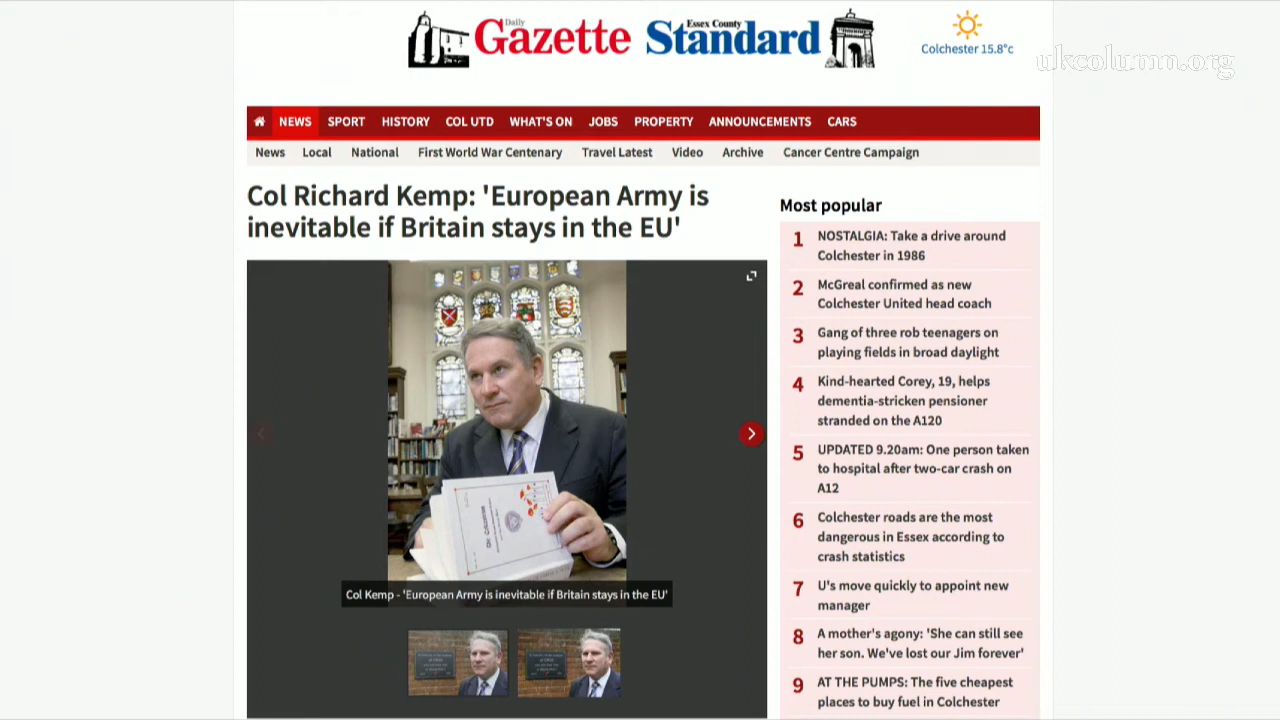 Daily
Gazette
Essex County
Standard
Colchester 15.8°c
ukcolumn.org
NEWS SPORT HISTORY COL UTD WHAT'S ON JOBS PROPERTY ANNOUNCEMENTS CARS
News Local National First World War Centenary Travel Latest Video Archive Cancer Centre Campaign
Col Richard Kemp: 'European Army is
inevitable if Britain stays in the EU'
Col Kemp - 'European Army is inevitable if Britain stays in the EU'
Most popular
1 NOSTALGIA: Take a drive around
Colchester in 1986
2 McGreal confirmed as new
Colchester United head coach
3 Gang of three rob teenagers on
playing fields in broad daylight
4 Kind-hearted Corey, 19, helps
dementia-stricken pensioner
stranded on the A120
5 UPDATED 9.20am: One person taken
to hospital after two-car crash on
A12
6 Colchester roads are the most
dangerous in Essex according to
crash statistics
7 U's move quickly to appoint new
manager
8 A mother's agony: 'She can still see
her son. We've lost our Jim forever'
9 AT THE PUMPS: The five cheapest
places to buy fuel in Colchester